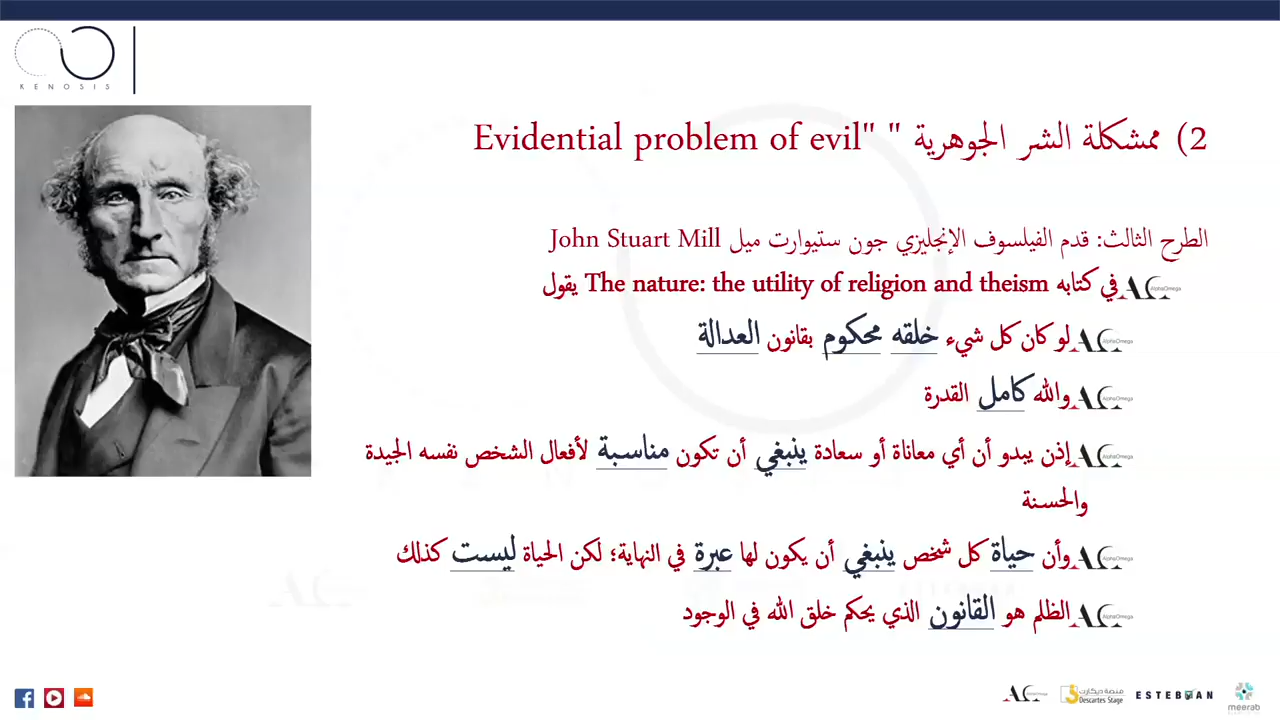 KENOSIS
2) ممشكلة الشر الجوهرية " "Evidential problem of evil
الطرح الثالث: قدم الفيلسوف الإنجليزي جون ستيوارت ميل John Stuart Mill
في كتابه The nature: the utility of religion and theism يقول
لو كان كل شيء خلقه محكوم بقانون العدالة
والله كامل القدرة
إذن يبدو أن أي معاناة أو سعادة ينبغي أن تكون مناسبة لأفعال الشخص نفسه الجيدة
والحسنة
وأن حياة كل شخص ينبغي أن يكون لها عبرة في النهاية؛ لكن الحياة ليست كذلك
الظلم هو القانون الذي يحكم خلق الله في الوجود
AlphaOmega
منصة ديكارت
Descartes Stage
ESTEBAN
meerab